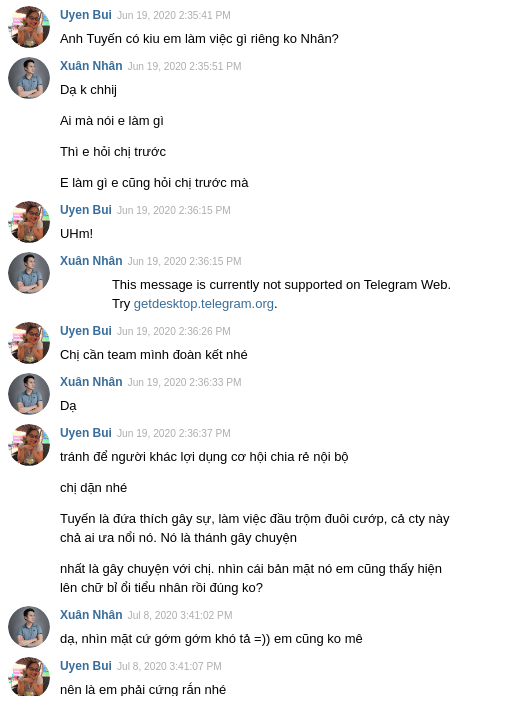 Uyen Bui Jun 19, 2020 2:35:41 PM
Anh Tuyến có kiu em làm việc gì riêng ko Nhân?
Xuân Nhân Jun 19, 2020 2:35:51 PM
Dạ k chhij
Ai mà nói e làm gì
Thì e hỏi chị trước
E làm gì e cũng hỏi chị trước mà
Uyen Bui Jun 19, 2020 2:36:15 PM
UHm!
Xuân Nhân Jun 19, 2020 2:36:15 PM
This message is currently not supported on Telegram Web.
Try getdesktop.telegram.org.
Uyen Bui Jun 19, 2020 2:36:26 PM
Chị cần team mình đoàn kết nhé
Xuân Nhân Jun 19, 2020 2:36:33 PM
Dạ
Uyen Bui Jun 19, 2020 2:36:37 PM
tránh để người khác lợi dụng cơ hội chia rẽ nội bộ
chị dặn nhé
Tuyến là đứa thích gây sự, làm việc đầu trộm đuôi cướp, cả cty này
chả ai ưa nổi nó. Nó là thánh gây chuyện
nhất là gây chuyện với chị. nhìn cái bản mặt nó em cũng thấy hiện
lên chữ bỉ ổi tiểu nhân rồi đúng ko?
Xuân Nhân Jul 8, 2020 3:41:02 PM
dạ, nhìn mặt cứ gớm gớm khó tả =)) em cũng ko mê
Uyen Bui Jul 8, 2020 3:41:07 PM
nên là em phải cứng rắn nhé